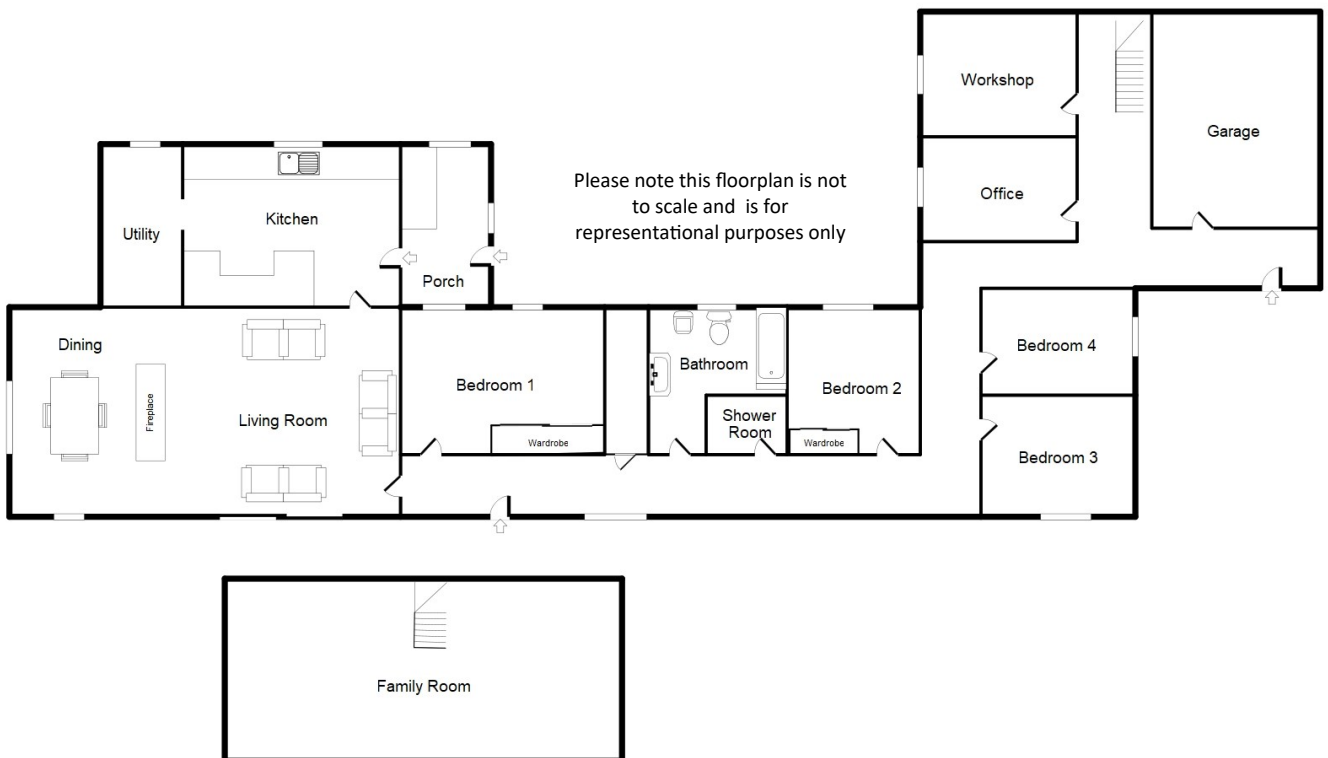 Workshop
Garage
Please note this floorplan is not
to scale and is for
representational purposes only
Office
Utility
Kitchen
Porch
Dining
Fireplace
Living Room
Bedroom 1
Wardrobe
Bathroom
Shower
Room
Bedroom 2
Wardrobe
Bedroom 4
Bedroom 3
Family Room